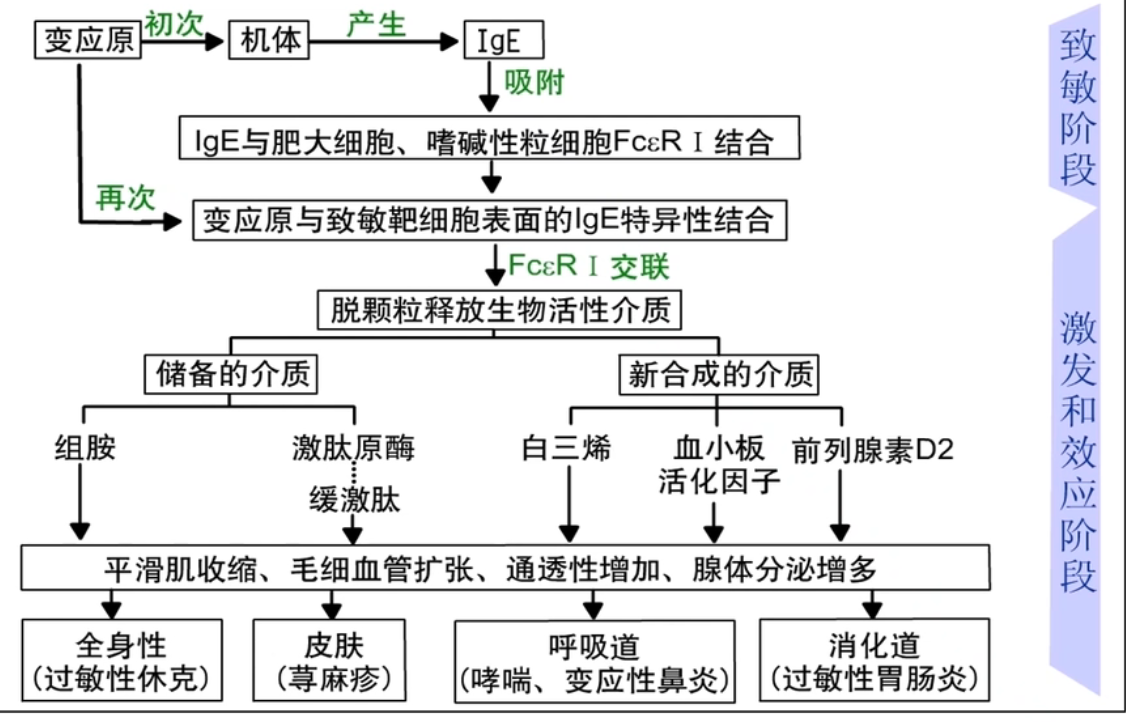 变应原
初次
机体
产生
IgE
吸附
IgE与肥大细胞、嗜碱性粒细胞FcεRⅠ结合
再次
变应原与致敏靶细胞表面的IgE特异性结合
FcεRⅠ交联
脱颗粒释放生物活性介质
储备的介质
新合成的介质
组胺
激肽原酶
缓激肽
白三烯
血小板
活化因子
前列腺素D2
平滑肌收缩、毛细血管扩张、通透性增加、腺体分泌增多
全身性
(过敏性休克)
皮肤
(荨麻疹)
呼吸道
(哮喘、变应性鼻炎)
消化道
(过敏性胃肠炎)
致敏阶段
激发和效应阶段